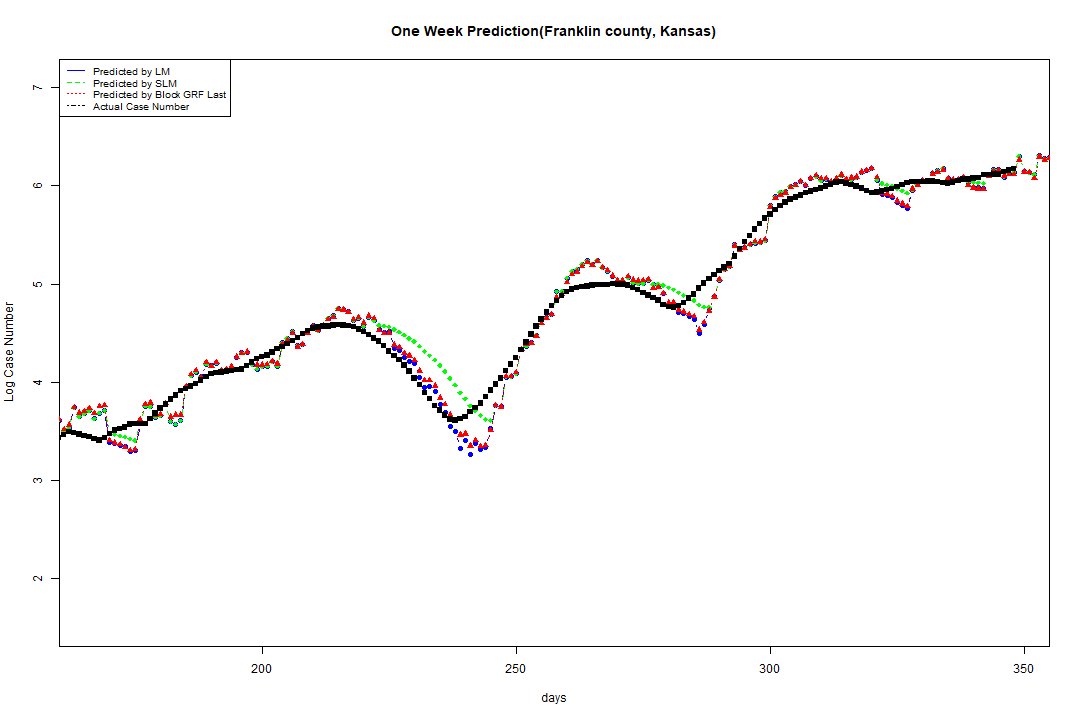 One Week Prediction(Franklin county, Kansas)
Predicted by LM
Predicted by SLM
Predicted by Block GRF Last
Actual Case Number
7
6
5
4
3
2
Log Case Number
200
250
300
350
days